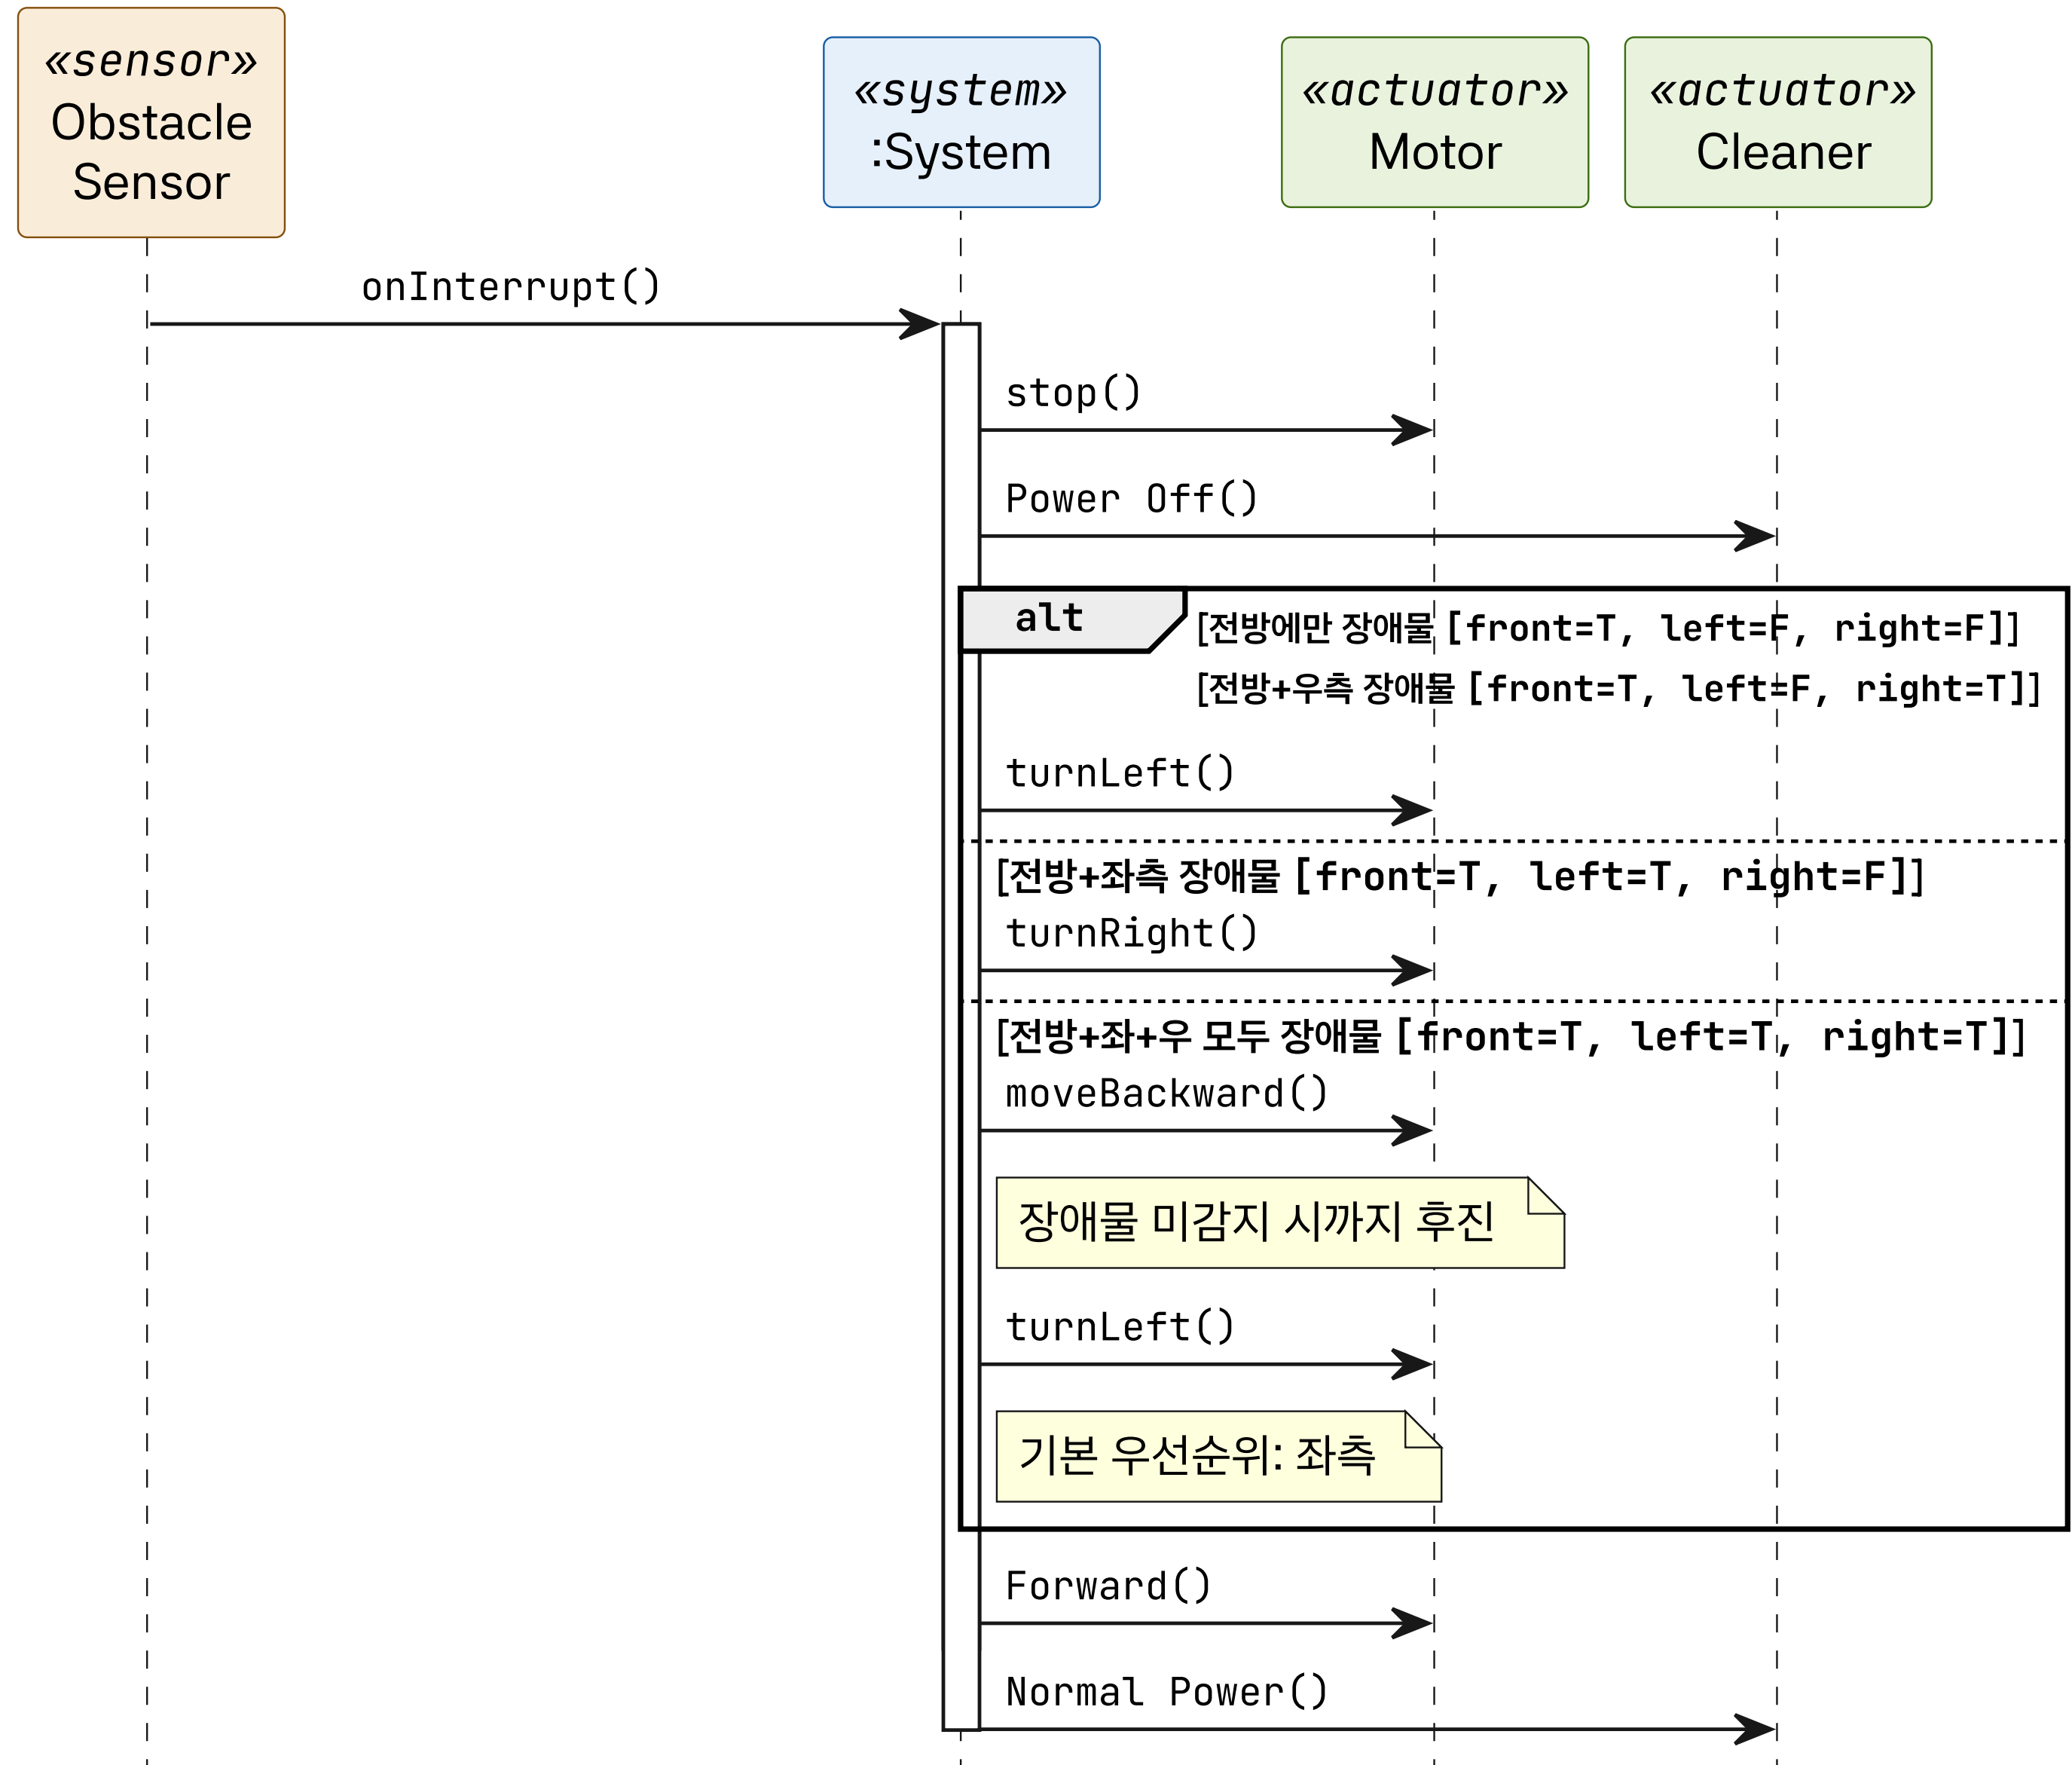 «sensor»
Obstacle
Sensor
«system»
:System
«actuator»
Motor
«actuator»
Cleaner
onInterrupt()
stop()
Power Off()
alt
[전방에만 장애물 [front=T, left=F, right=F]]
[전방+우측 장애물 [front=T, left=F, right=T]]
turnLeft()
[전방+좌측 장애물 [front=T, left=T, right=F]]
turnRight()
[전방+좌+우 모두 장애물 [front=T, left=T, right=T]]
moveBackward()
장애물 미감지 시까지 후진
turnLeft()
기본 우선순위: 좌측
Forward()
Normal Power()